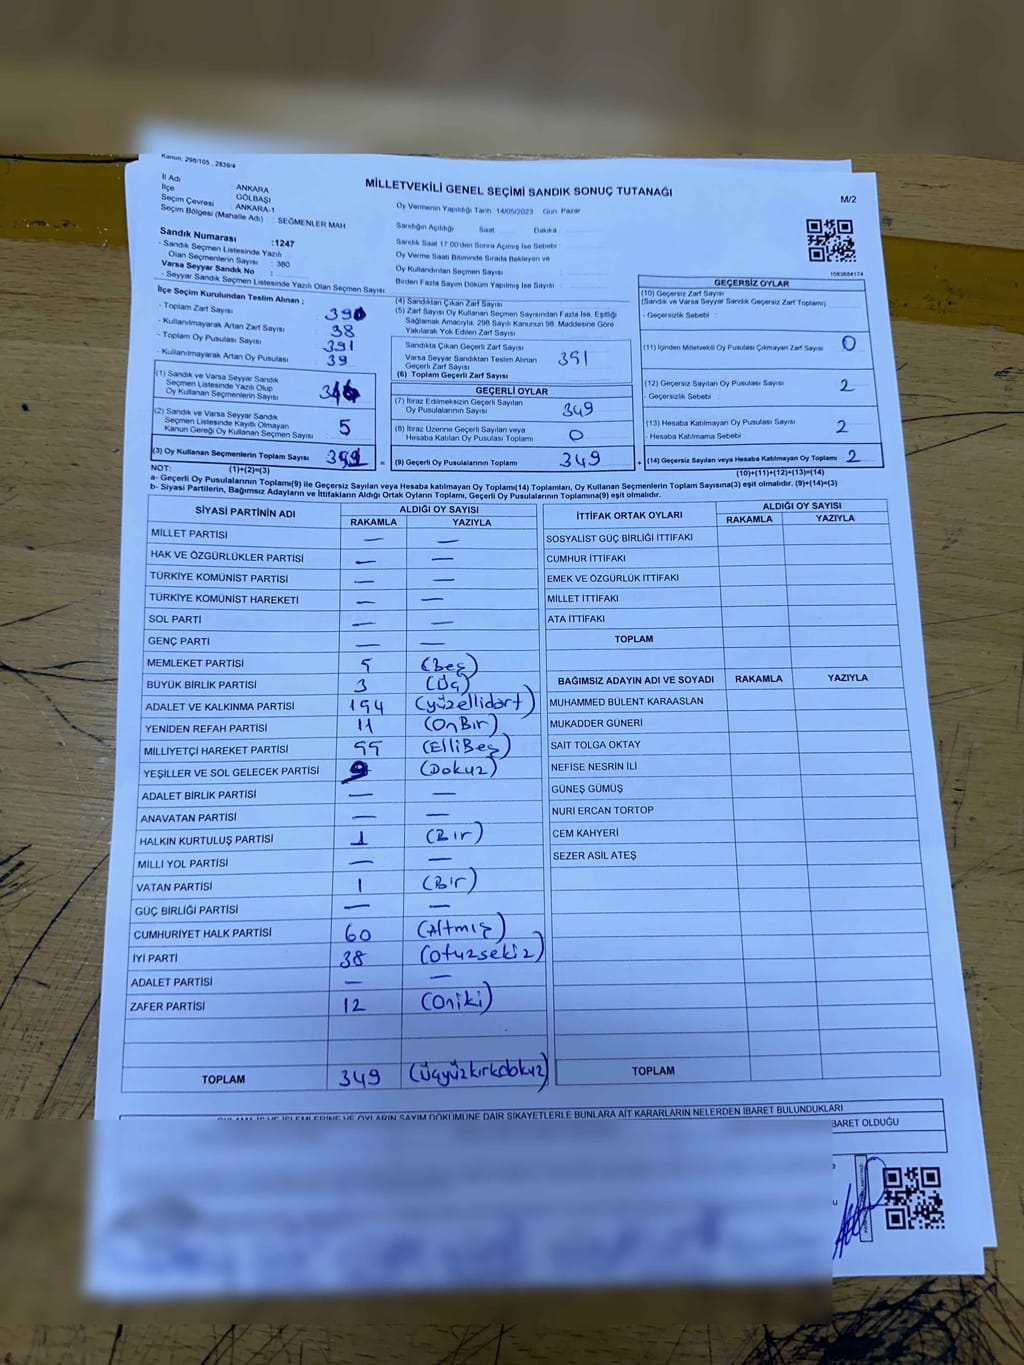 Kanun: 298/105 , 2839/4
MİLLETVEKİLİ GENEL SEÇİMİ SANDIK SONUÇ TUTANAĞI
M/2
İl Adı : ANKARA
İlçe : GÖLBAŞI
Seçim Çevresi : ANKARA-1
Seçim Bölgesi (Mahalle Adı) : SEĞMENLER MAH
Sandık Numarası :1247
- Sandık Seçmen Listesinde Yazılı
Olan Seçmenlerin Sayısı : 380
Varsa Seyyar Sandık No :
- Seyyar Sandık Seçmen Listesinde Yazılı Olan Seçmen Sayısı:
Oy Vermenin Yapıldığı Tarih :14/05/2023 Gün: Pazar
Sandığın Açıldığı Saat: Dakika:
Sandık Saat 17:00'den Sonra Açmış İse Sebebi:
Oy Verme Saati Bitiminde Sırada Bekleyen ve
Oy Kullandırılan Seçmen Sayısı :
Birden Fazla Sayım Döküm Yapılmış İse Sayısı :
1063664174
İlçe Seçim Kurulundan Teslim Alınan ;
- Toplam Zarf Sayısı : 390
- Kullanılmayarak Artan Zarf Sayısı : 38
- Toplam Oy Pusulası Sayısı : 391
- Kullanılmayarak Artan Oy Pusulası : 39
(1) Sandık ve Varsa Seyyar Sandık
Seçmen Listesinde Yazılı Olup
Oy Kullanan Seçmenlerin Sayısı :
(2) Sandık ve Varsa Seyyar Sandık
Seçmen Listesinde Kayıtlı Olmayan
Kanun Gereği Oy Kullanan Seçmen Sayısı : 5
(3) Oy Kullanan Seçmenlerin Toplam Sayısı :
(1)+(2)=(3)
(4) Sandıktan Çıkan Zarf Sayısı :
(5) Zarf Sayısı Oy Kullanan Seçmen Sayısından Fazla İse, Eşitliği
Sağlamak Amacıyla, 298 Sayılı Kanunun 98. Maddesine Göre
Yakılarak Yok Edilen Zarf Sayısı :
Sandıkta Çıkan Geçerli Zarf Sayısı :
Varsa Seyyar Sandıktan Teslim Alınan
Geçerli Zarf Sayısı : 391
(6) Toplam Geçerli Zarf Sayısı :
GEÇERLİ OYLAR
(7) İtiraz Edilmeksizin Geçerli Sayılan
Oy Pusulalarının Sayısı : 349
(8) İtiraz Üzerine Geçerli Sayılan veya
Hesaba Katılan Oy Pusulası Toplamı : 0
= (9) Geçerli Oy Pusulalarının Toplamı : 349
GEÇERSİZ OYLAR
(10) Geçersiz Zarf Sayısı :
(Sandık ve Varsa Seyyar Sandık Geçersiz Zarf Toplamı)
- Geçersizlik Sebebi :
(11) İçinden Milletvekili Oy Pusulası Çıkmayan Zarf Sayısı : 0
(12) Geçersiz Sayılan Oy Pusulası Sayısı : 2
- Geçersizlik Sebebi :
(13) Hesaba Katılmayan Oy Pusulası Sayısı : 2
- Hesaba Katılmama Sebebi :
+ (14) Geçersiz Sayılan veya Hesaba Katılmayan Oy Toplamı : 2
(10)+(11)+(12)+(13)=(14)
NOT:
a- Geçerli Oy Pusulalarının Toplamı(9) ile Geçersiz Sayılan veya Hesaba Katılmayan Oy Toplamı(14) Toplamları, Oy Kullanan Seçmenlerin Toplam Sayısına(3) eşit olmalıdır. (9)+(14)=(3)
b- Siyasi Partilerin, Bağımsız Adayların ve İttifakların Aldığı Ortak Oyların Toplamı, Geçerli Oy Pusulalarının Toplamına(9) eşit olmalıdır.
SİYASİ PARTİNİN ADI ALDIĞI OY SAYISI
RAKAMLA YAZIYLA
MİLLET PARTİSİ — —
HAK VE ÖZGÜRLÜKLER PARTİSİ — —
TÜRKİYE KOMÜNİST PARTİSİ — —
TÜRKİYE KOMÜNİST HAREKETİ — —
SOL PARTİ — —
GENÇ PARTİ — —
MEMLEKET PARTİSİ 5 (Beş)
BÜYÜK BİRLİK PARTİSİ 3 (Üç)
ADALET VE KALKINMA PARTİSİ 154 (yüzellidört)
YENİDEN REFAH PARTİSİ 11 (OnBir)
MİLLİYETÇİ HAREKET PARTİSİ 55 (ElliBeş)
YEŞİLLER VE SOL GELECEK PARTİSİ 9 (Dokuz)
ADALET BİRLİK PARTİSİ — —
ANAVATAN PARTİSİ — —
HALKIN KURTULUŞ PARTİSİ 1 (Bir)
MİLLİ YOL PARTİSİ — —
VATAN PARTİSİ 1 (Bir)
GÜÇ BİRLİĞİ PARTİSİ — —
CUMHURİYET HALK PARTİSİ 60 (Altmış)
İYİ PARTİ 38 (otuzsekiz)
ADALET PARTİSİ — —
ZAFER PARTİSİ 12 (Oniki)
TOPLAM 349 (Üçyüzkırkdokuz)
İTTİFAK ORTAK OYLARI ALDIĞI OY SAYISI
RAKAMLA YAZIYLA
SOSYALİST GÜÇ BİRLİĞİ İTTİFAKI
CUMHUR İTTİFAKI
EMEK VE ÖZGÜRLÜK İTTİFAKI
MİLLET İTTİFAKI
ATA İTTİFAKI
TOPLAM
BAĞIMSIZ ADAYIN ADI VE SOYADI RAKAMLA YAZIYLA
MUHAMMED BÜLENT KARAASLAN
MUKADDER GÜNERİ
SAİT TOLGA OKTAY
NEFİSE NESRİN İLİ
GÜNEŞ GÜMÜŞ
NURİ ERCAN TORTOP
CEM KAHYERİ
SEZER ASİL ATEŞ
TOPLAM
İŞLEMLERİNE VE OYLARIN SAYIM DÖKÜMÜNE DAİR ŞİKAYETLERLE BUNLARA AİT KARARLARIN NELERDEN İBARET BULUNDUKLARI
BARET OLDUĞU